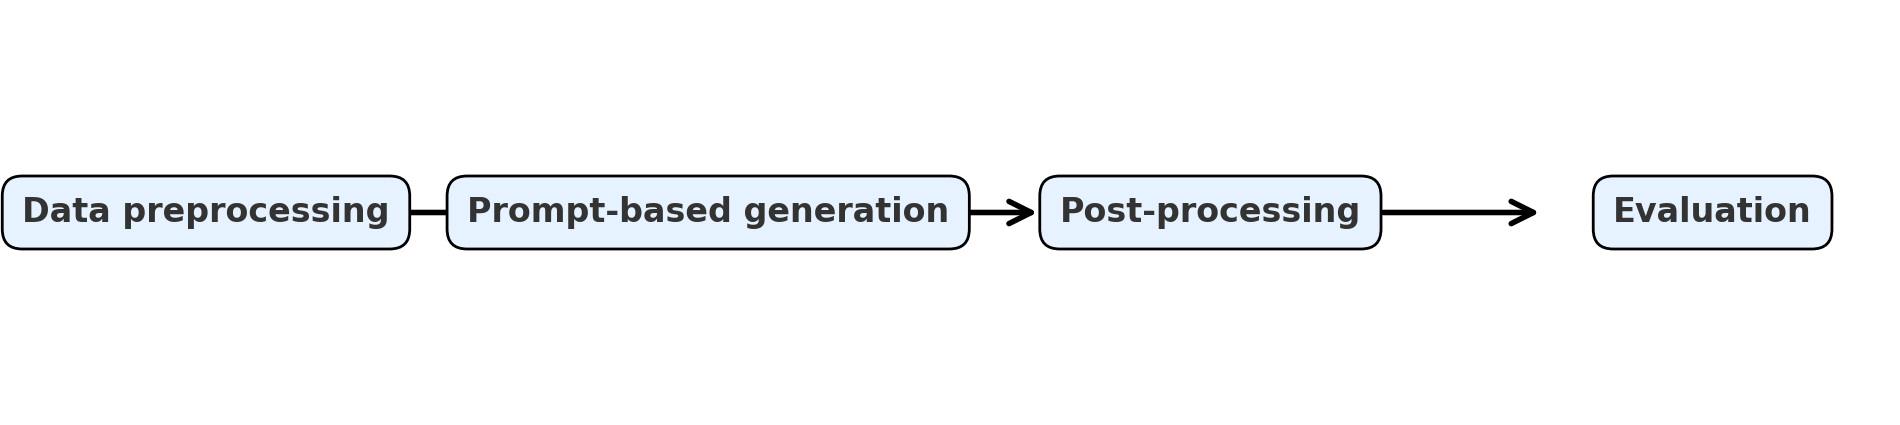 Data preprocessing
Prompt-based generation
Post-processing
Evaluation